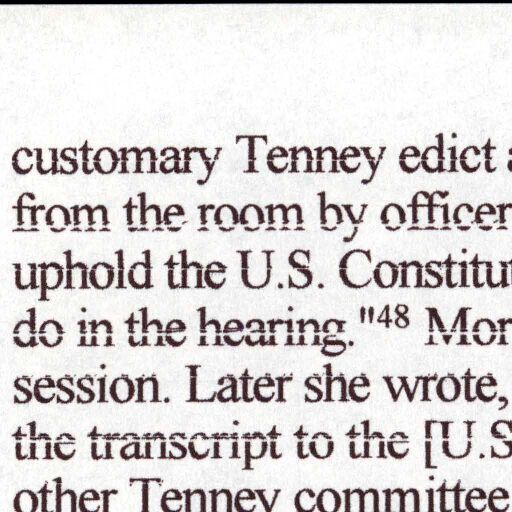 customary Tenney edict
from the room by officer
uphold the U.S. Constitut
do in the hearing."48 Mor
session. Later she wrote,
the transcript to the [U.S
other Tenney committee